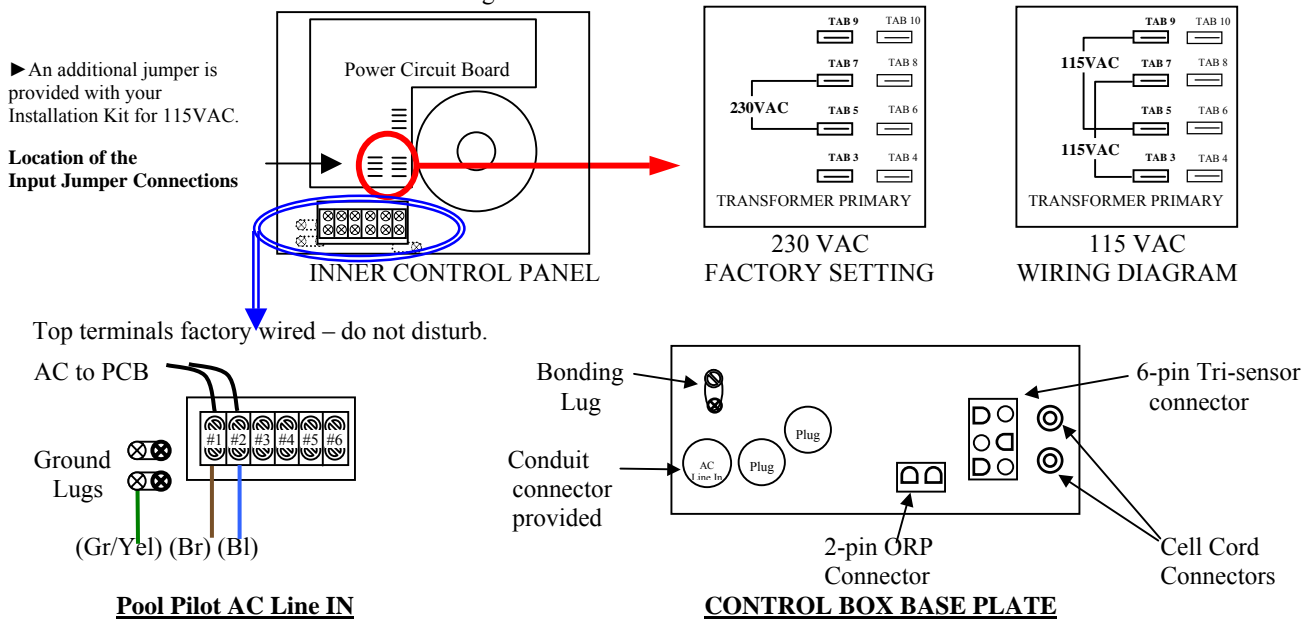 ►An additional jumper is
provided with your
Installation Kit for 115VAC.
Location of the
Input Jumper Connections
Power Circuit Board
INNER CONTROL PANEL
TAB 9 TAB 10
TAB 7 TAB 8
230VAC
TAB 5 TAB 6
TAB 3 TAB 4
TRANSFORMER PRIMARY
230 VAC
FACTORY SETTING
TAB 9 TAB 10
115VAC
TAB 7 TAB 8
TAB 5 TAB 6
115VAC
TAB 3 TAB 4
TRANSFORMER PRIMARY
115 VAC
WIRING DIAGRAM
Top terminals factory wired – do not disturb.
AC to PCB
#1 #2 #3 #4 #5 #6
Ground
Lugs
(Gr/Yel) (Br) (Bl)
Pool Pilot AC Line IN
Bonding
Lug
Conduit
connector
provided
AC
Line In
Plug
Plug
6-pin Tri-sensor
connector
2-pin ORP
Connector
Cell Cord
Connectors
CONTROL BOX BASE PLATE